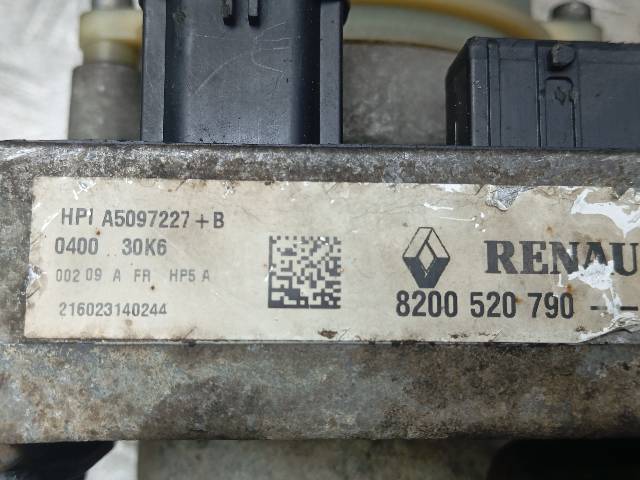 HPI A5097227+B
0400 30K6
002 09 A FR HP5 A
216023140244
RENAU
8200 520 790 --